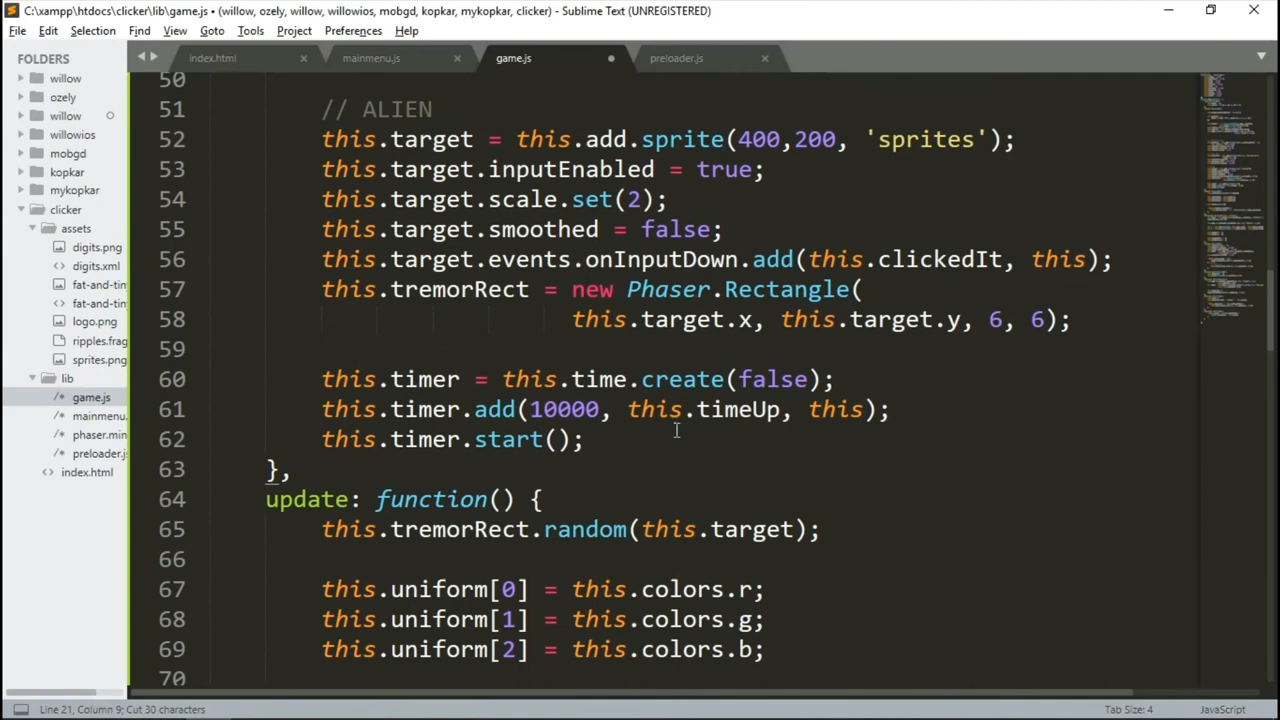 C:\xampp\htdocs\clicker\lib\game.js • (willow, ozely, willow, willowios, mobgd, kopkar, mykopkar, clicker) - Sublime Text (UNREGISTERED)
File Edit Selection Find View Goto Tools Project Preferences Help
FOLDERS
willow
ozely
willow
willowios
mobgd
kopkar
mykopkar
clicker
assets
digits.png
digits.xml
fat-and-tin
fat-and-tin
logo.png
ripples.frag
sprites.png
lib
game.js
mainmenu.
phaser.min
preloader.js
index.html
index.html mainmenu.js game.js preloader.js
50
51 // ALIEN
52 this.target = this.add.sprite(400,200, 'sprites');
53 this.target.inputEnabled = true;
54 this.target.scale.set(2);
55 this.target.smoothed = false;
56 this.target.events.onInputDown.add(this.clickedIt, this);
57 this.tremorRect = new Phaser.Rectangle(
58 this.target.x, this.target.y, 6, 6);
59
60 this.timer = this.time.create(false);
61 this.timer.add(10000, this.timeUp, this);
62 this.timer.start();
63 },
64 update: function() {
65 this.tremorRect.random(this.target);
66
67 this.uniform[0] = this.colors.r;
68 this.uniform[1] = this.colors.g;
69 this.uniform[2] = this.colors.b;
70
Line 21, Column 9; Cut 30 characters
Tab Size: 4
JavaScript